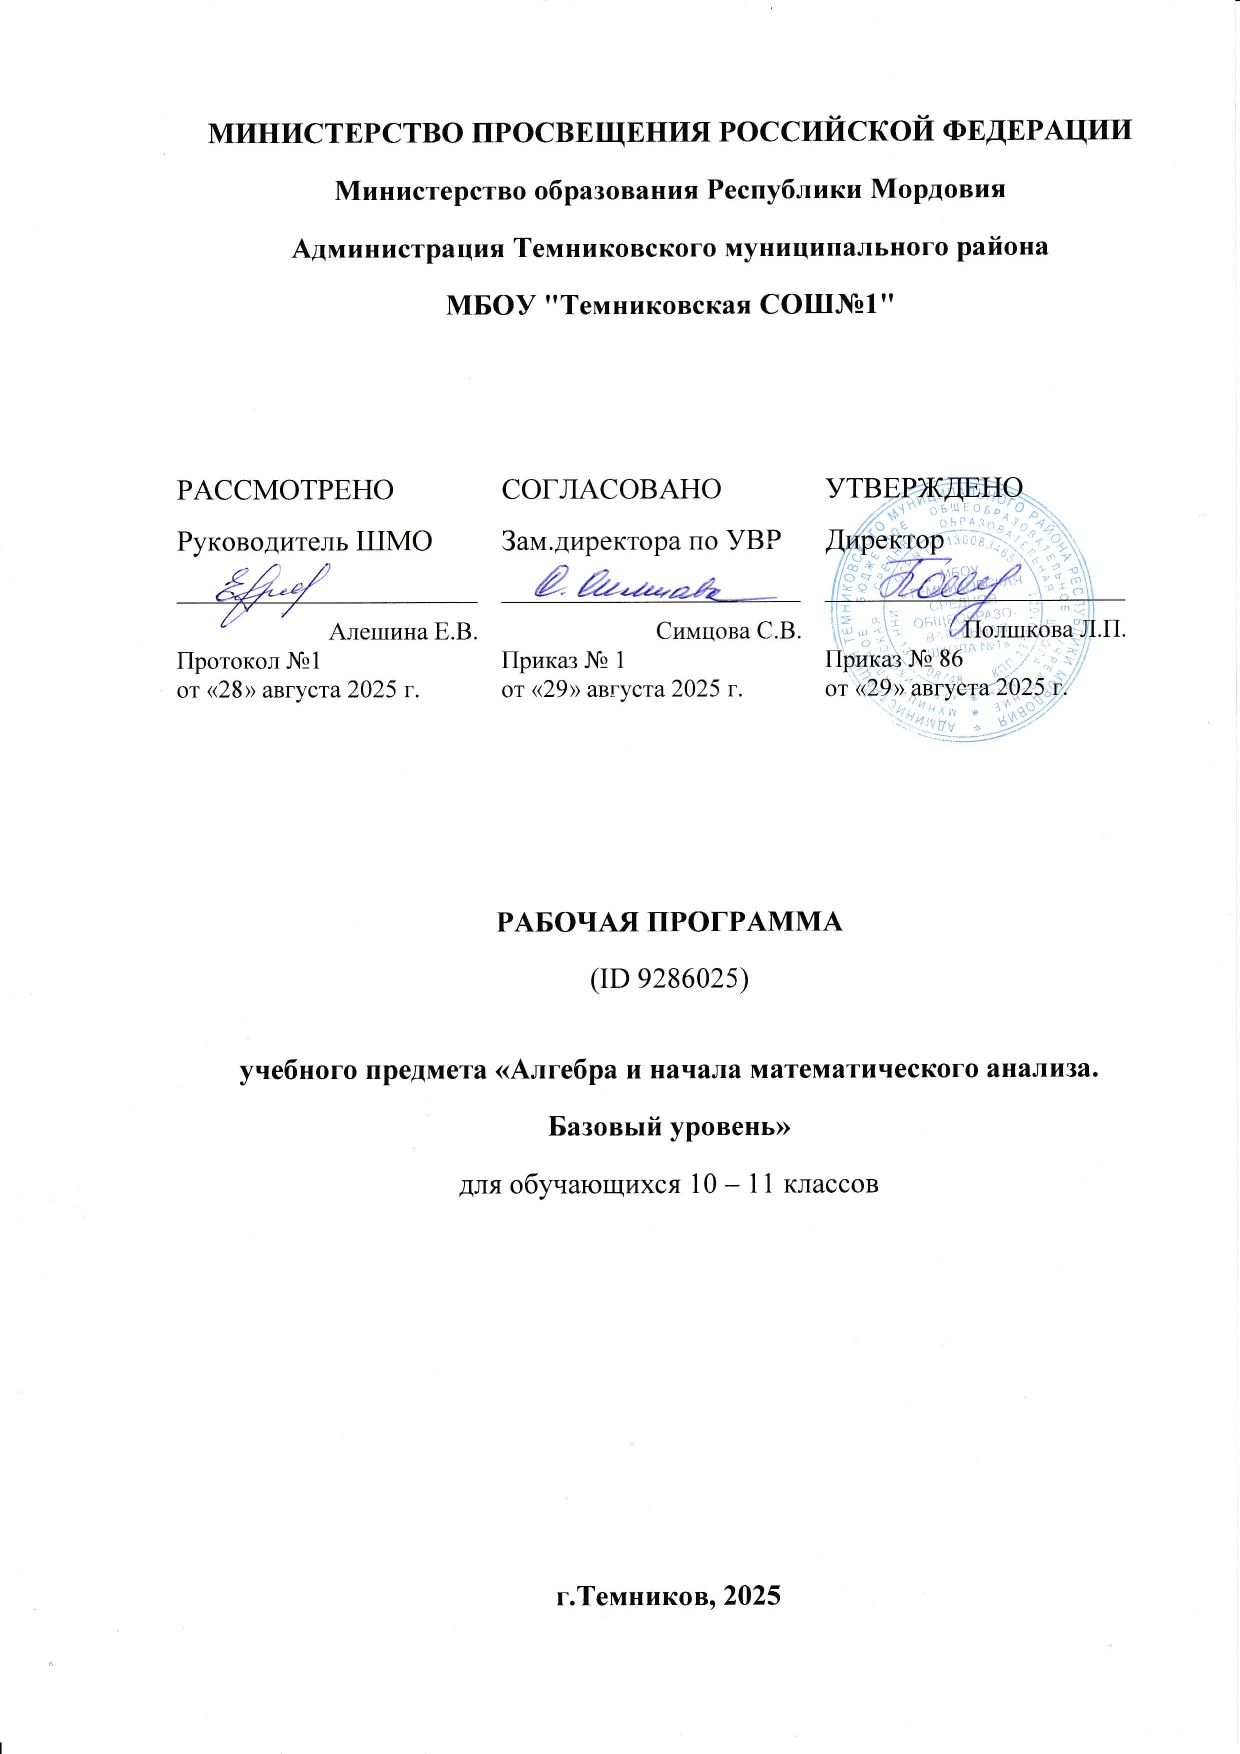 МИНИСТЕРСТВО ПРОСВЕЩЕНИЯ РОССИЙСКОЙ ФЕДЕРАЦИИ
Министерство образования Республики Мордовия
Администрация Темниковского муниципального района
МБОУ "Темниковская СОШ№1"
РАССМОТРЕНО
Руководитель ШМО
Алешина Е.В.
Протокол №1
от «28» августа 2025 г.
СОГЛАСОВАНО
Зам.директора по УВР
Симцова С.В.
Приказ № 1
от «29» августа 2025 г.
УТВЕРЖДЕНО
Директор
Полшкова Л.П.
Приказ № 86
от «29» августа 2025 г.
РАБОЧАЯ ПРОГРАММА
(ID 9286025)
учебного предмета «Алгебра и начала математического анализа.
Базовый уровень»
для обучающихся 10 – 11 классов
г.Темников, 2025